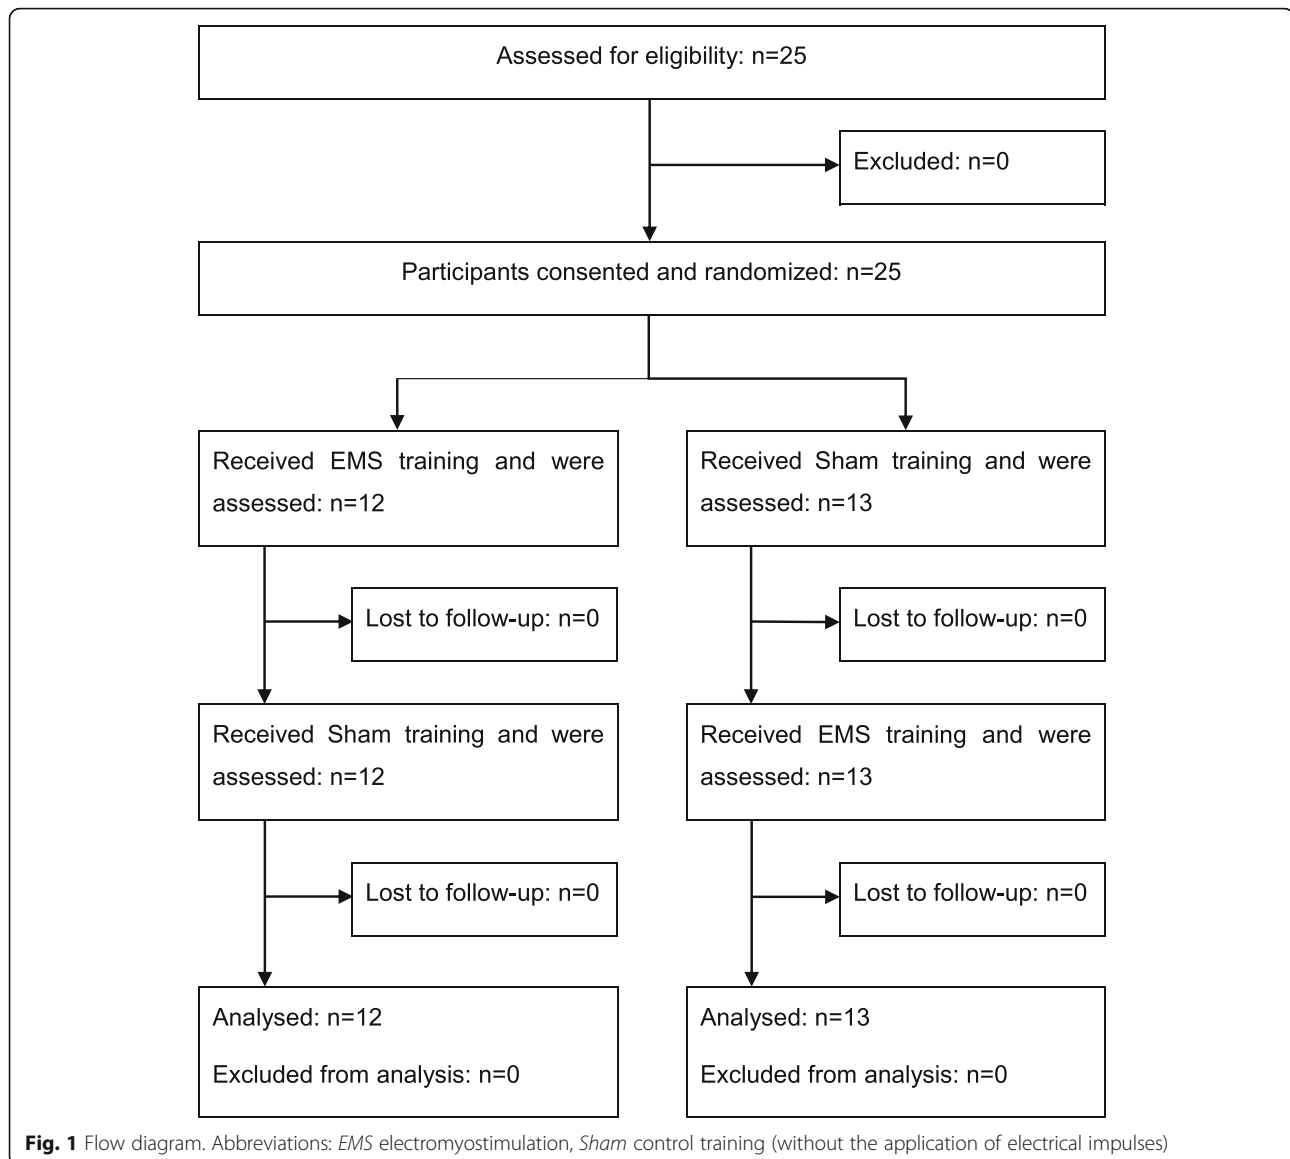 Assessed for eligibility: n=25
Excluded: n=0
Participants consented and randomized: n=25
Received EMS training and were
assessed: n=12
Received Sham training and were
assessed: n=13
Lost to follow-up: n=0
Lost to follow-up: n=0
Received Sham training and were
assessed: n=12
Received EMS training and were
assessed: n=13
Lost to follow-up: n=0
Lost to follow-up: n=0
Analysed: n=12
Excluded from analysis: n=0
Analysed: n=13
Excluded from analysis: n=0
Fig. 1 Flow diagram. Abbreviations: EMS electromyostimulation, Sham control training (without the application of electrical impulses)